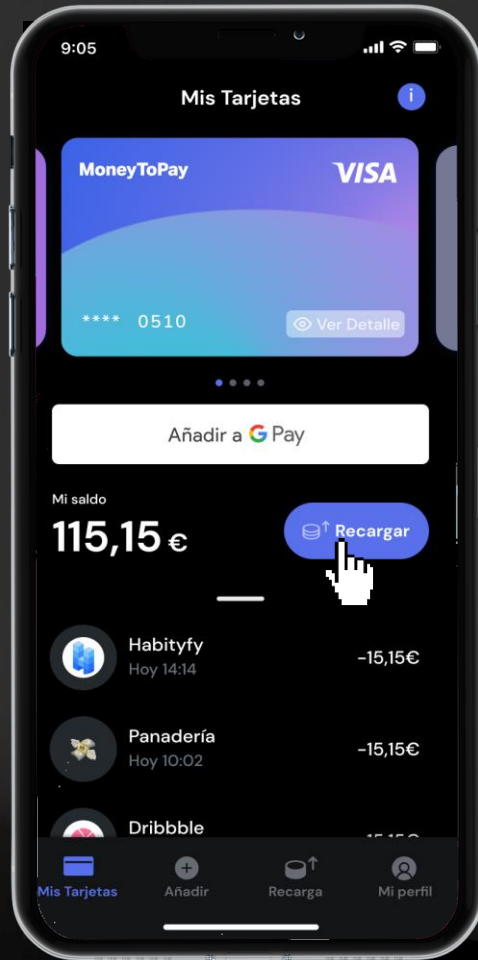 9:05
Mis Tarjetas
i
MoneyToPay VISA
**** 0510 Ver Detalle
Añadir a G Pay
Mi saldo
115,15 €
Recargar
Habityfy
Hoy 14:14
-15,15€
Panadería
Hoy 10:02
-15,15€
Dribbble
Mis Tarjetas Añadir Recarga Mi perfil